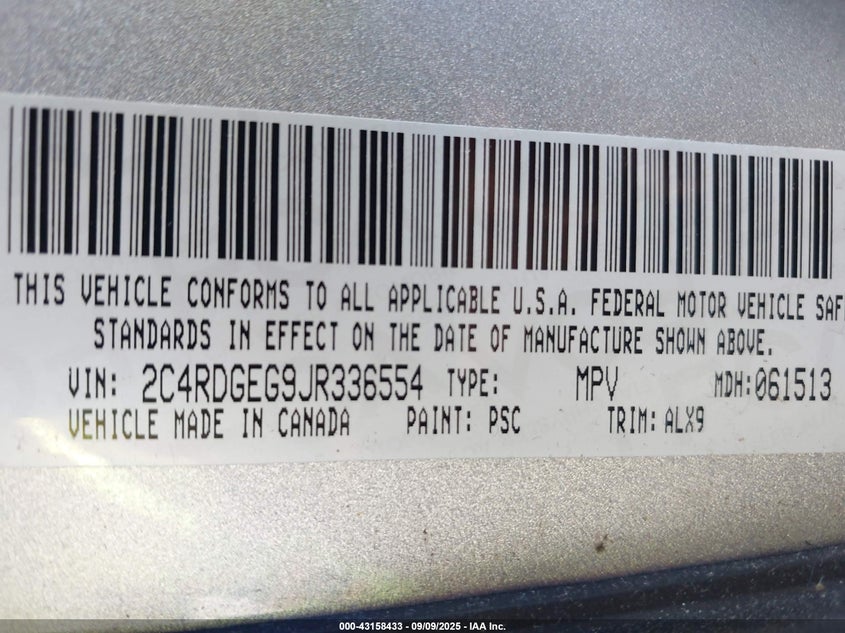 THIS VEHICLE CONFORMS TO ALL APPLICABLE U.S.A. FEDERAL MOTOR VEHICLE SAF
STANDARDS IN EFFECT ON THE DATE OF MANUFACTURE SHOWN ABOVE.
VIN: 2C4RDGEG9JR336554 TYPE: MPV MDH:061513
VEHICLE MADE IN CANADA PAINT: PSC TRIM: ALX9
000-43158433 - 09/09/2025 - IAA Inc.